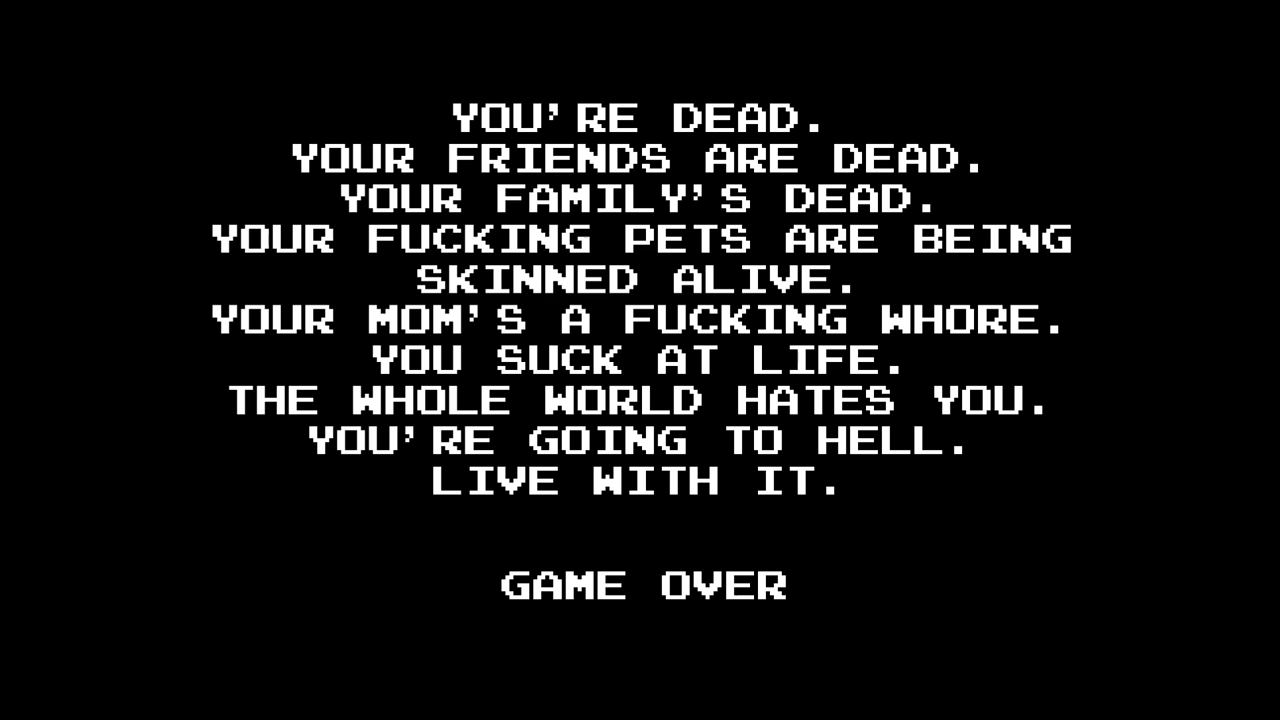 YOU'RE DEAD.
YOUR FRIENDS ARE DEAD.
YOUR FAMILY'S DEAD.
YOUR FUCKING PETS ARE BEING
SKINNED ALIVE.
YOUR MOM'S A FUCKING WHORE.
YOU SUCK AT LIFE.
THE WHOLE WORLD HATES YOU.
YOU'RE GOING TO HELL.
LIVE WITH IT.
GAME OVER